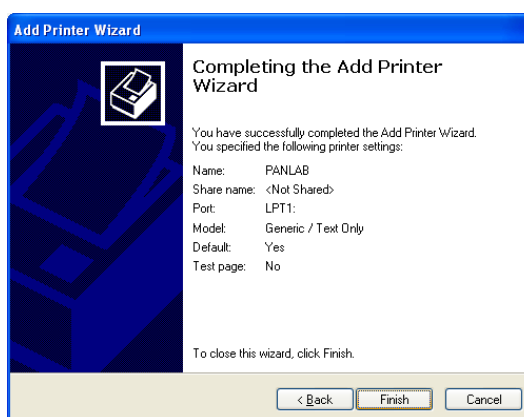 Add Printer Wizard
Completing the Add Printer
Wizard
You have successfully completed the Add Printer Wizard.
You specified the following printer settings:
Name: PANLAB
Share name: <Not Shared>
Port: LPT1:
Model: Generic / Text Only
Default: Yes
Test page: No
To close this wizard, click Finish.
< Back Finish Cancel